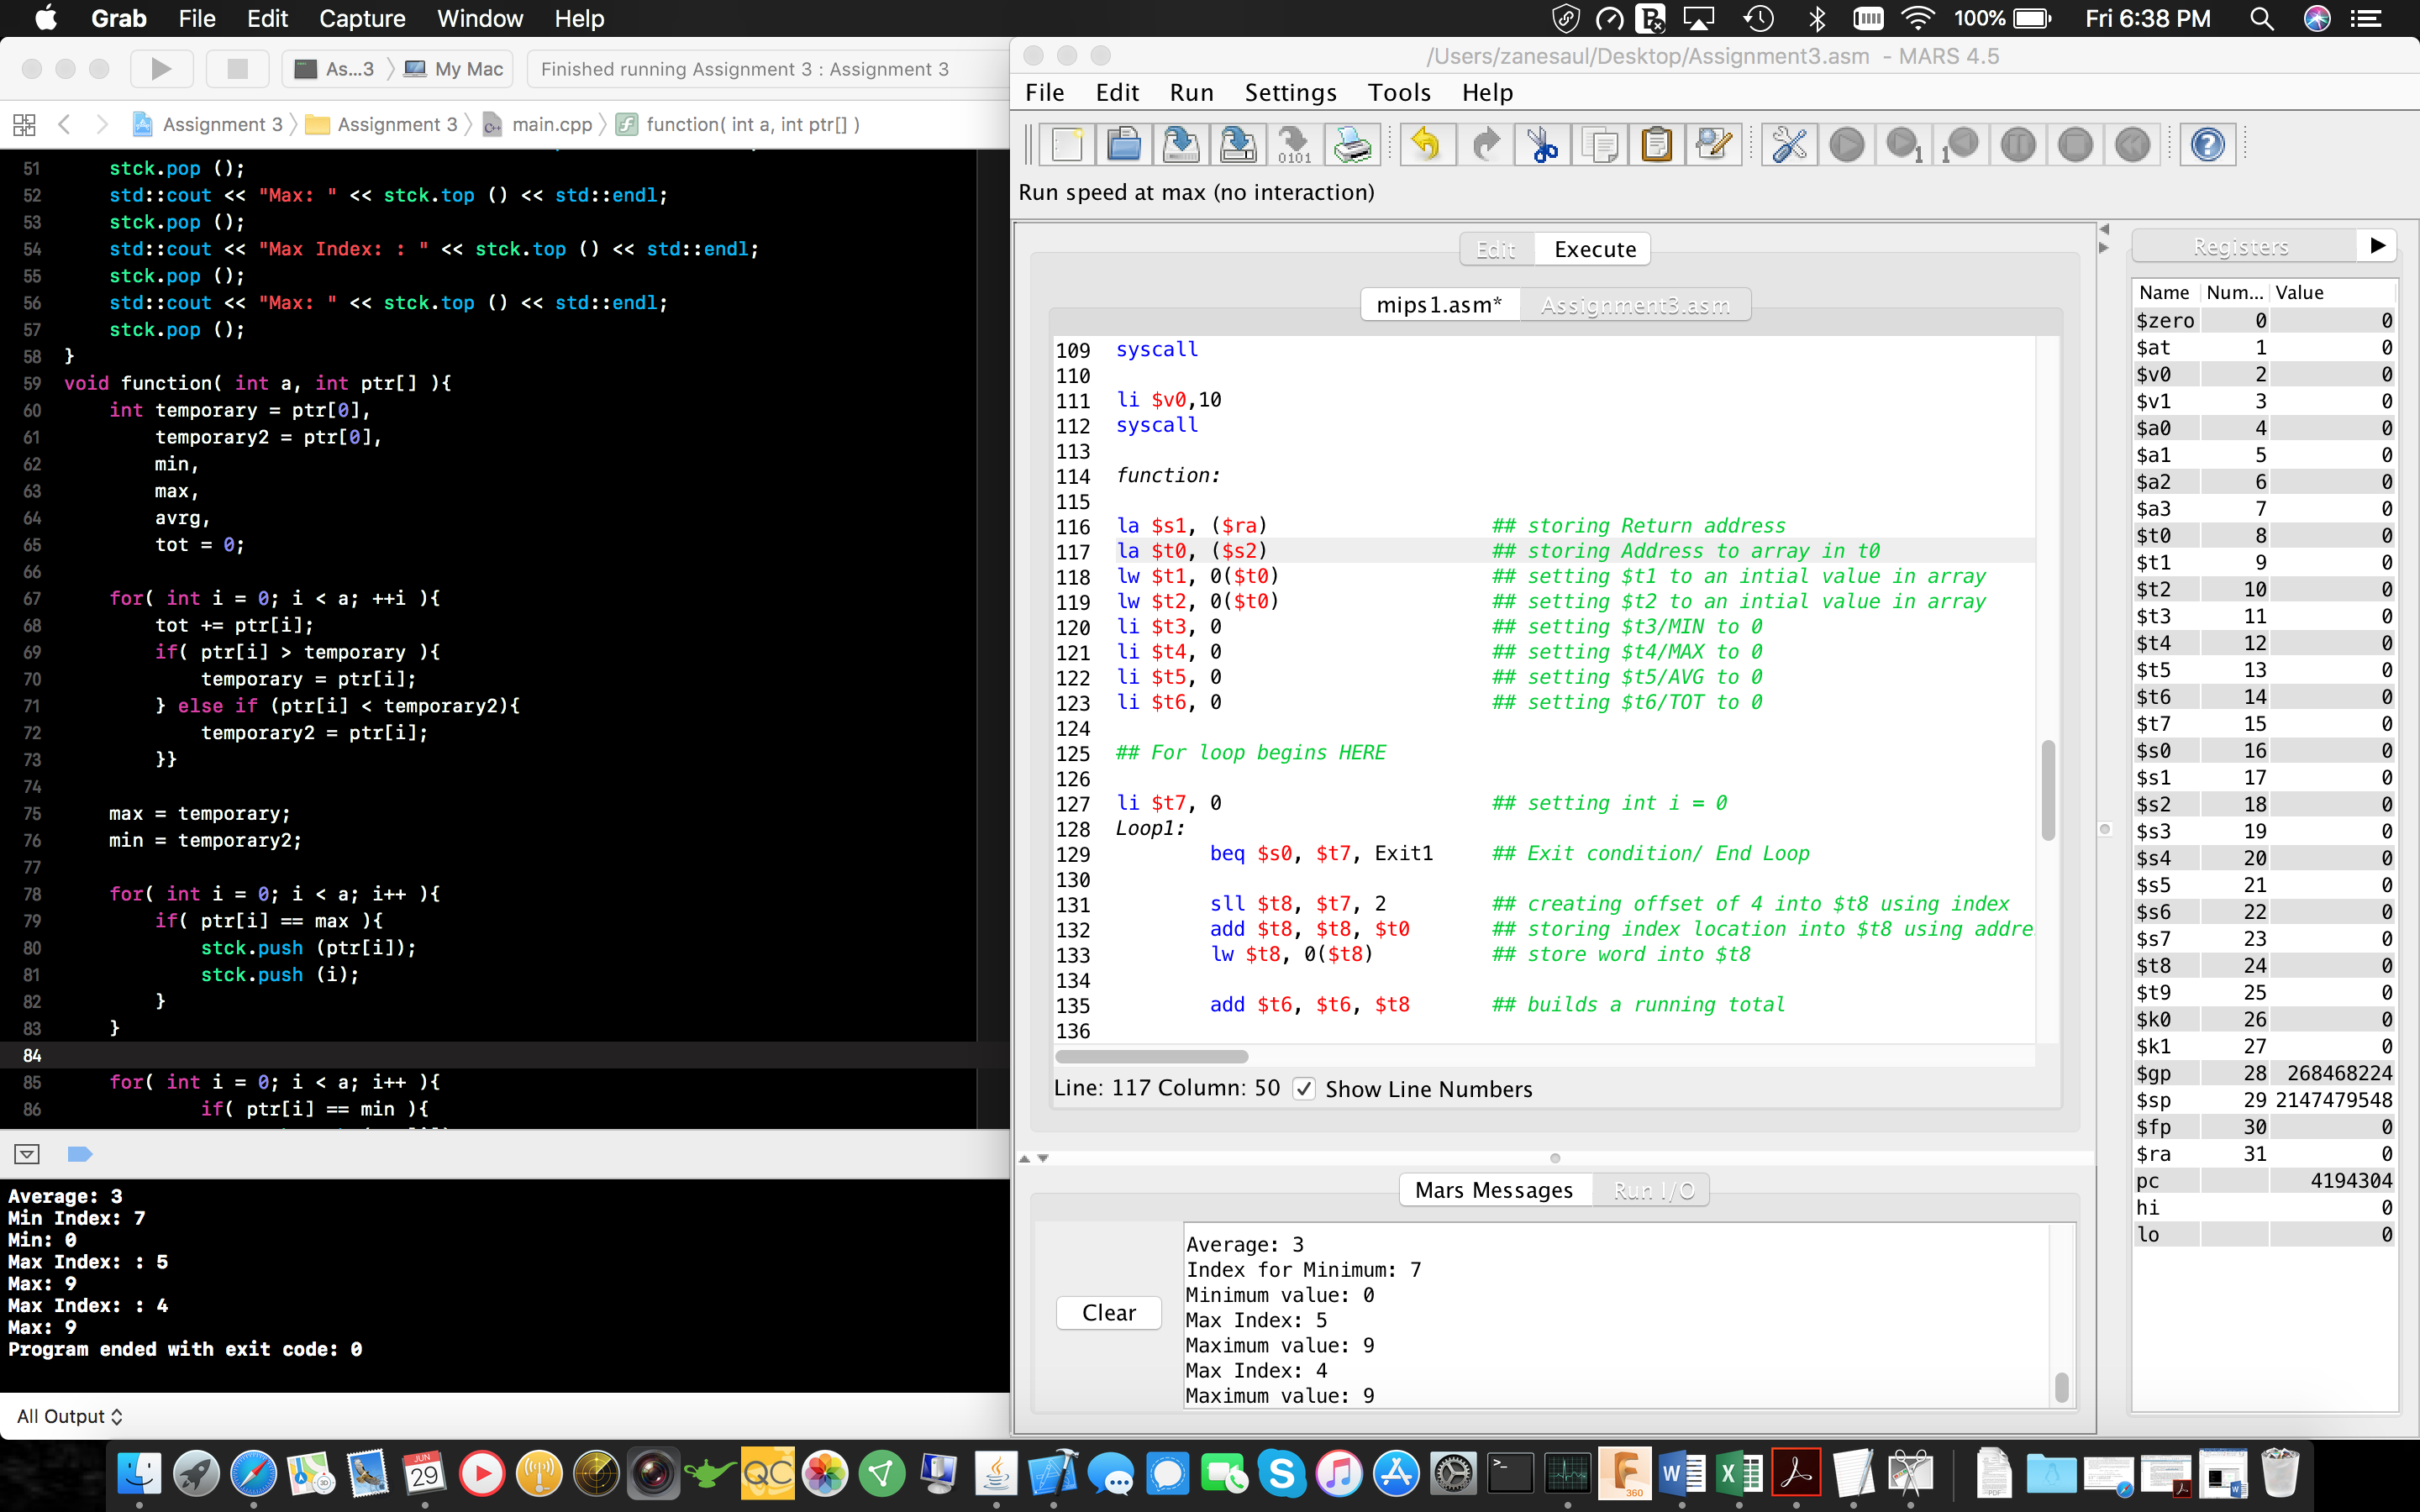 Grab File Edit Capture Window Help 100% Fri 6:38 PM
As...3 My Mac Finished running Assignment 3 : Assignment 3
Assignment 3 Assignment 3 main.cpp function( int a, int ptr[] )
51 stck.pop ();
52 std::cout << "Max: " << stck.top () << std::endl;
53 stck.pop ();
54 std::cout << "Max Index: : " << stck.top () << std::endl;
55 stck.pop ();
56 std::cout << "Max: " << stck.top () << std::endl;
57 stck.pop ();
58 }
59 void function( int a, int ptr[] ){
60 int temporary = ptr[0],
61 temporary2 = ptr[0],
62 min,
63 max,
64 avrg,
65 tot = 0;
66
67 for( int i = 0; i < a; ++i ){
68 tot += ptr[i];
69 if( ptr[i] > temporary ){
70 temporary = ptr[i];
71 } else if (ptr[i] < temporary2){
72 temporary2 = ptr[i];
73 }}
74
75 max = temporary;
76 min = temporary2;
77
78 for( int i = 0; i < a; i++ ){
79 if( ptr[i] == max ){
80 stck.push (ptr[i]);
81 stck.push (i);
82 }
83 }
84
85 for( int i = 0; i < a; i++ ){
86 if( ptr[i] == min ){
Average: 3
Min Index: 7
Min: 0
Max Index: : 5
Max: 9
Max Index: : 4
Max: 9
Program ended with exit code: 0
All Output
/Users/zanesaul/Desktop/Assignment3.asm - MARS 4.5
File Edit Run Settings Tools Help
0101 1 1
Run speed at max (no interaction)
Edit Execute
mips1.asm* Assignment3.asm
109 syscall
110
111 li $v0,10
112 syscall
113
114 function:
115
116 la $s1, ($ra) ## storing Return address
117 la $t0, ($s2) ## storing Address to array in t0
118 lw $t1, 0($t0) ## setting $t1 to an intial value in array
119 lw $t2, 0($t0) ## setting $t2 to an intial value in array
120 li $t3, 0 ## setting $t3/MIN to 0
121 li $t4, 0 ## setting $t4/MAX to 0
122 li $t5, 0 ## setting $t5/AVG to 0
123 li $t6, 0 ## setting $t6/TOT to 0
124
125 ## For loop begins HERE
126
127 li $t7, 0 ## setting int i = 0
128 Loop1:
129 beq $s0, $t7, Exit1 ## Exit condition/ End Loop
130
131 sll $t8, $t7, 2 ## creating offset of 4 into $t8 using index
132 add $t8, $t8, $t0 ## storing index location into $t8 using addre
133 lw $t8, 0($t8) ## store word into $t8
134
135 add $t6, $t6, $t8 ## builds a running total
136
Line: 117 Column: 50 Show Line Numbers
Mars Messages Run I/O
Clear
Average: 3
Index for Minimum: 7
Minimum value: 0
Max Index: 5
Maximum value: 9
Max Index: 4
Maximum value: 9
Registers
Name Num... Value
$zero 0 0
$at 1 0
$v0 2 0
$v1 3 0
$a0 4 0
$a1 5 0
$a2 6 0
$a3 7 0
$t0 8 0
$t1 9 0
$t2 10 0
$t3 11 0
$t4 12 0
$t5 13 0
$t6 14 0
$t7 15 0
$s0 16 0
$s1 17 0
$s2 18 0
$s3 19 0
$s4 20 0
$s5 21 0
$s6 22 0
$s7 23 0
$t8 24 0
$t9 25 0
$k0 26 0
$k1 27 0
$gp 28 268468224
$sp 29 2147479548
$fp 30 0
$ra 31 0
pc 4194304
hi 0
lo 0
JUN 29 QC 360